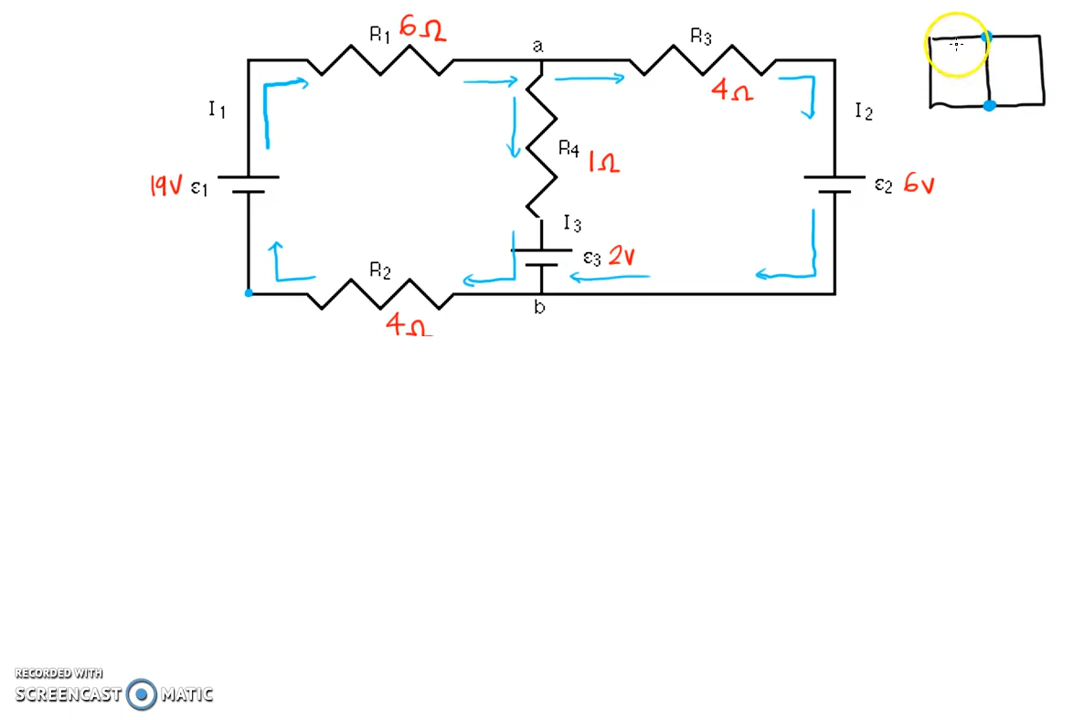 R1 6Ω
a
R3
4Ω
I1
I2
R4 1Ω
19V ε1
ε2 6V
I3
ε3 2V
R2
4Ω
b
RECORDED WITH
SCREENCAST MATIC